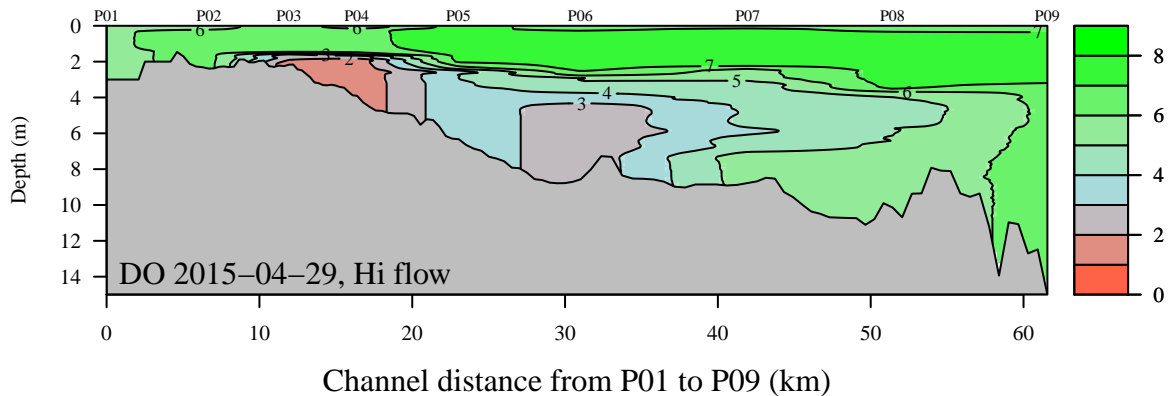 P01 P02 P03 P04 P05 P06 P07 P08 P09
0 2 4 6 8 10 12 14
Depth (m)
6 6 7
3 2 7 5 6
4
3
DO 2015−04−29, Hi flow
0 10 20 30 40 50 60
Channel distance from P01 to P09 (km)
8
6
4
2
0